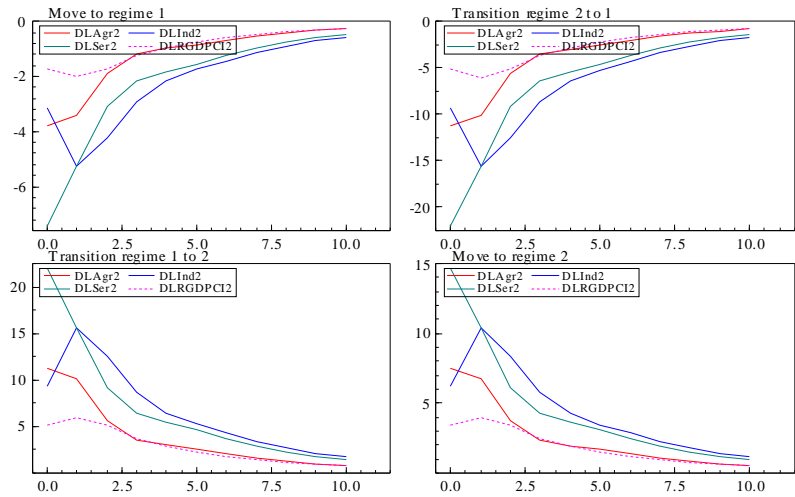 Move to regime 1
DLAgr2 DLInd2
DLSer2 DLRGDPCI2
0
-2
-4
-6
0.0 2.5 5.0 7.5 10.0
Transition regime 2 to 1
DLAgr2 DLInd2
DLSer2 DLRGDPCI2
0
-5
-10
-15
-20
0.0 2.5 5.0 7.5 10.0
Transition regime 1 to 2
DLAgr2 DLInd2
DLSer2 DLRGDPCI2
20
15
10
5
0.0 2.5 5.0 7.5 10.0
Move to regime 2
DLAgr2 DLInd2
DLSer2 DLRGDPCI2
15
10
5
0.0 2.5 5.0 7.5 10.0